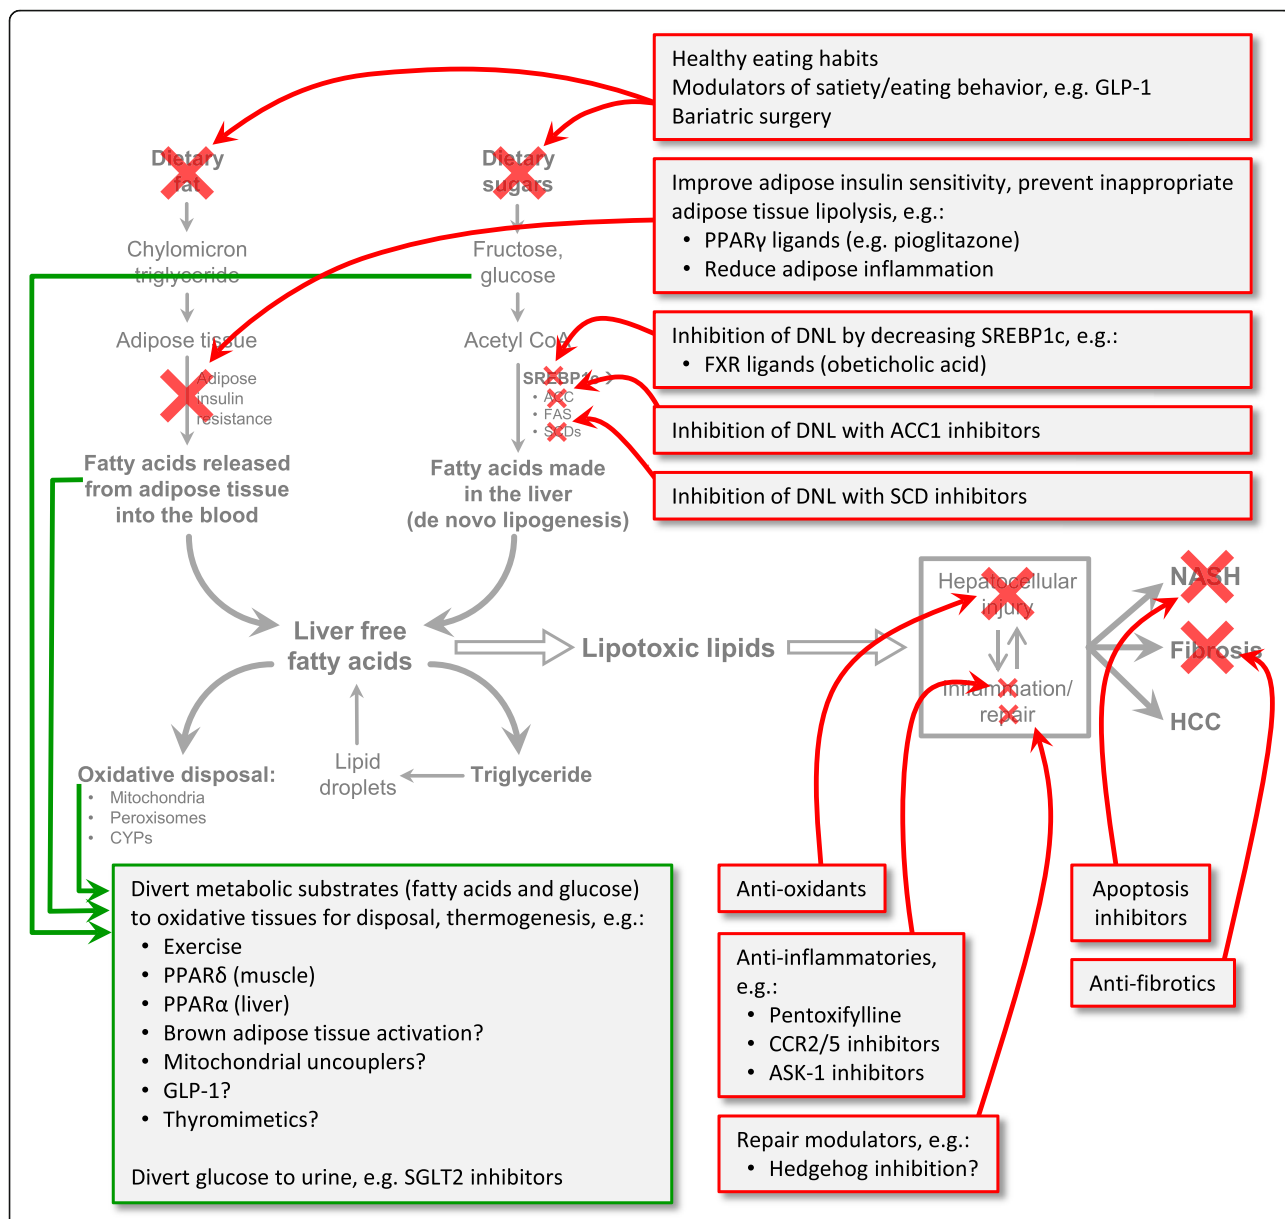 Healthy eating habits
Modulators of satiety/eating behavior, e.g. GLP-1
Bariatric surgery
Dietary
fat
Dietary
sugars
Improve adipose insulin sensitivity, prevent inappropriate
adipose tissue lipolysis, e.g.:
• PPARγ ligands (e.g. pioglitazone)
• Reduce adipose inflammation
Chylomicron
triglyceride
Fructose,
glucose
Adipose tissue
Acetyl CoA
Inhibition of DNL by decreasing SREBP1c, e.g.:
• FXR ligands (obeticholic acid)
Adipose
insulin
resistance
SREBP1c →
• ACC
• FAS
• SCDs
Inhibition of DNL with ACC1 inhibitors
Inhibition of DNL with SCD inhibitors
Fatty acids released
from adipose tissue
into the blood
Fatty acids made
in the liver
(de novo lipogenesis)
Liver free
fatty acids
Lipotoxic lipids
Hepatocellular
injury
Inflammation/
repair
NASH
Fibrosis
HCC
Oxidative disposal:
• Mitochondria
• Peroxisomes
• CYPs
Lipid
droplets
Triglyceride
Divert metabolic substrates (fatty acids and glucose)
to oxidative tissues for disposal, thermogenesis, e.g.:
• Exercise
• PPARδ (muscle)
• PPARα (liver)
• Brown adipose tissue activation?
• Mitochondrial uncouplers?
• GLP-1?
• Thyromimetics?
Divert glucose to urine, e.g. SGLT2 inhibitors
Anti-oxidants
Anti-inflammatories,
e.g.:
• Pentoxifylline
• CCR2/5 inhibitors
• ASK-1 inhibitors
Repair modulators, e.g.:
• Hedgehog inhibition?
Apoptosis
inhibitors
Anti-fibrotics